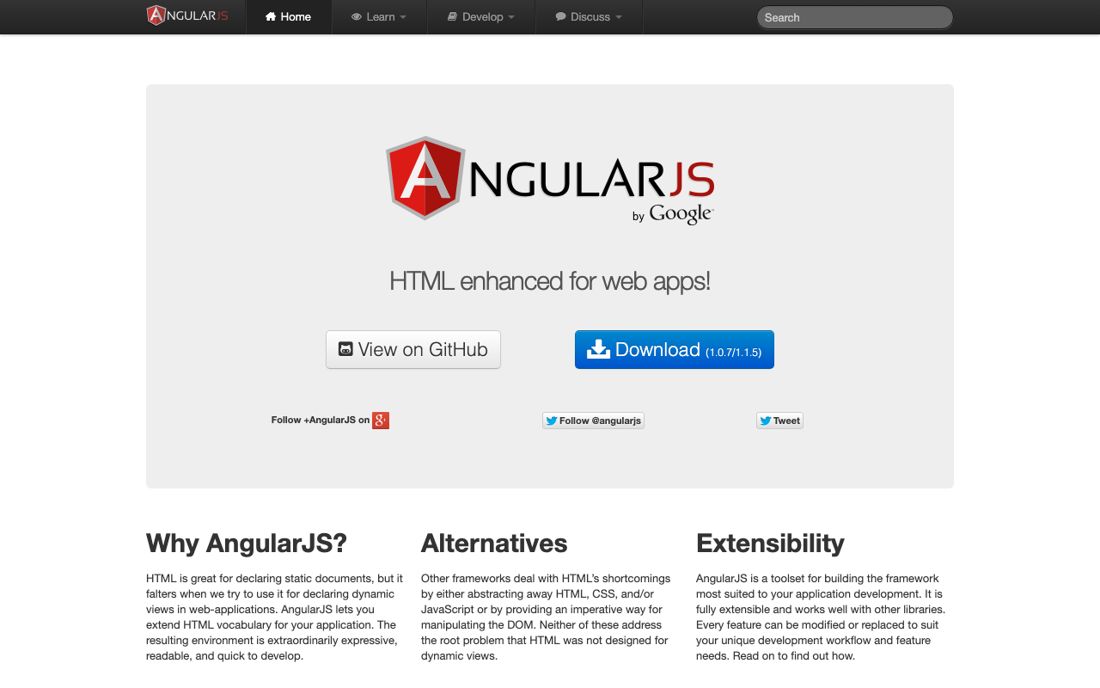 ANGULARJS
Home
Learn
Develop
Discuss
Search
ANGULARJS
by Google
HTML enhanced for web apps!
View on GitHub
Download (1.0.7/1.1.5)
Follow +AngularJS on
Follow @angularjs
Tweet
Why AngularJS?
HTML is great for declaring static documents, but it
falters when we try to use it for declaring dynamic
views in web-applications. AngularJS lets you
extend HTML vocabulary for your application. The
resulting environment is extraordinarily expressive,
readable, and quick to develop.
Alternatives
Other frameworks deal with HTML’s shortcomings
by either abstracting away HTML, CSS, and/or
JavaScript or by providing an imperative way for
manipulating the DOM. Neither of these address
the root problem that HTML was not designed for
dynamic views.
Extensibility
AngularJS is a toolset for building the framework
most suited to your application development. It is
fully extensible and works well with other libraries.
Every feature can be modified or replaced to suit
your unique development workflow and feature
needs. Read on to find out how.